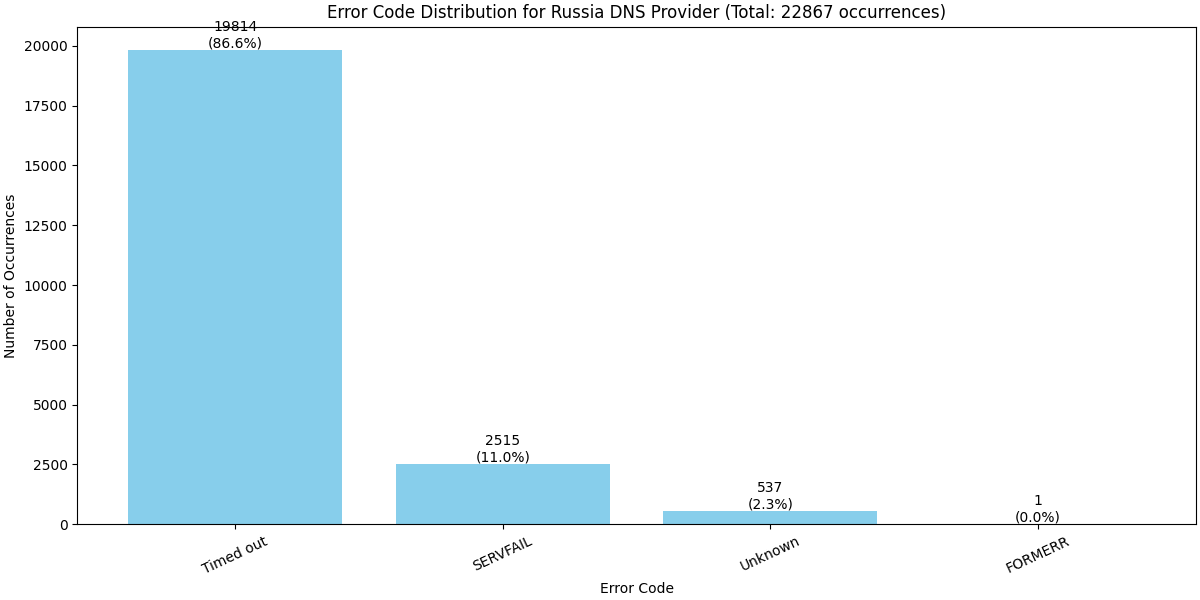 Error Code Distribution for Russia DNS Provider (Total: 22867 occurrences)
19814
(86.6%)
20000
17500
15000
12500
10000
7500
5000
2500
0
Number of Occurrences
2515
(11.0%)
537
(2.3%)
1
(0.0%)
Timed out
SERVFAIL
Unknown
FORMERR
Error Code